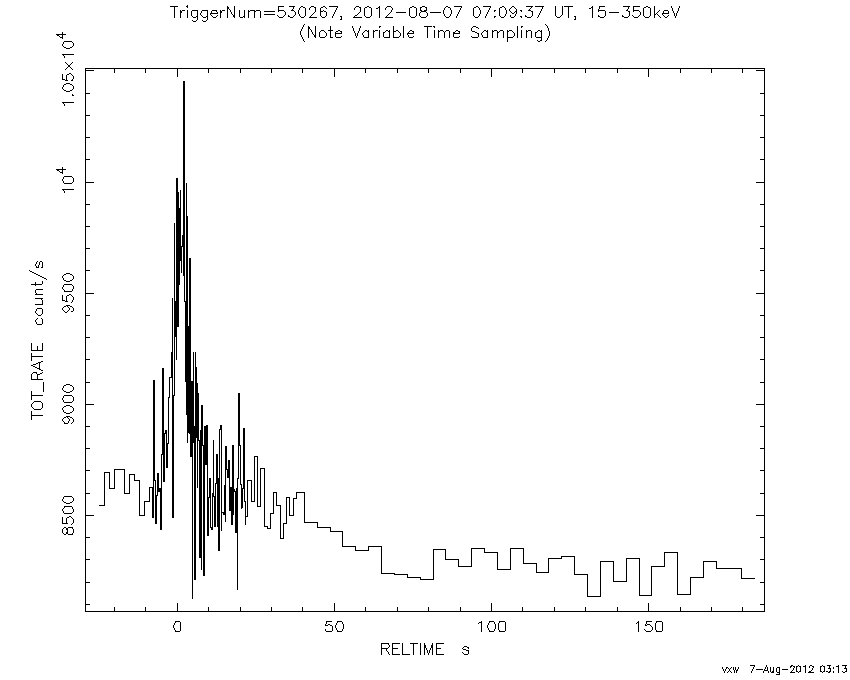 TriggerNum=530267, 2012-08-07 07:09:37 UT, 15-350keV
(Note Variable Time Sampling)
TOT_RATE count/s
1.05×10⁴
10⁴
9500
9000
8500
0 50 100 150
RELTIME s
vxw 7-Aug-2012 03:13